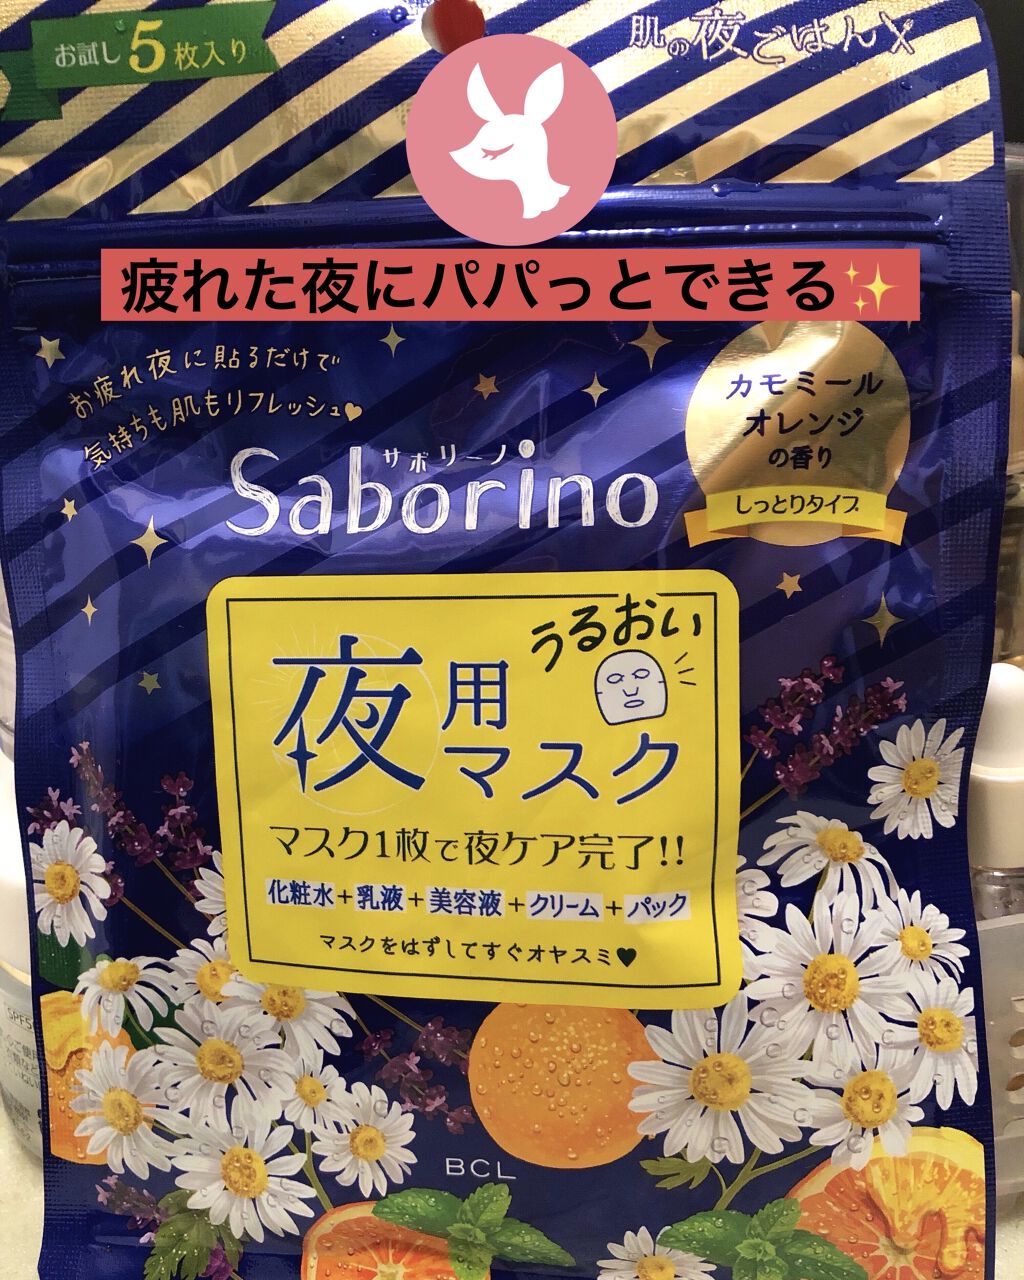 お試し5枚入り
肌の夜ごはん
疲れた夜にパパっとできる✨
お疲れ夜に貼るだけで
気持ちも肌もリフレッシュ♥
カモミール
オレンジ
の香り
しっとりタイプ
サボリーノ
Saborino
うるおい
夜用
マスク
マスク1枚で夜ケア完了!!
化粧水+乳液+美容液+クリーム+パック
マスクをはずしてすぐオヤスミ♥
BCL